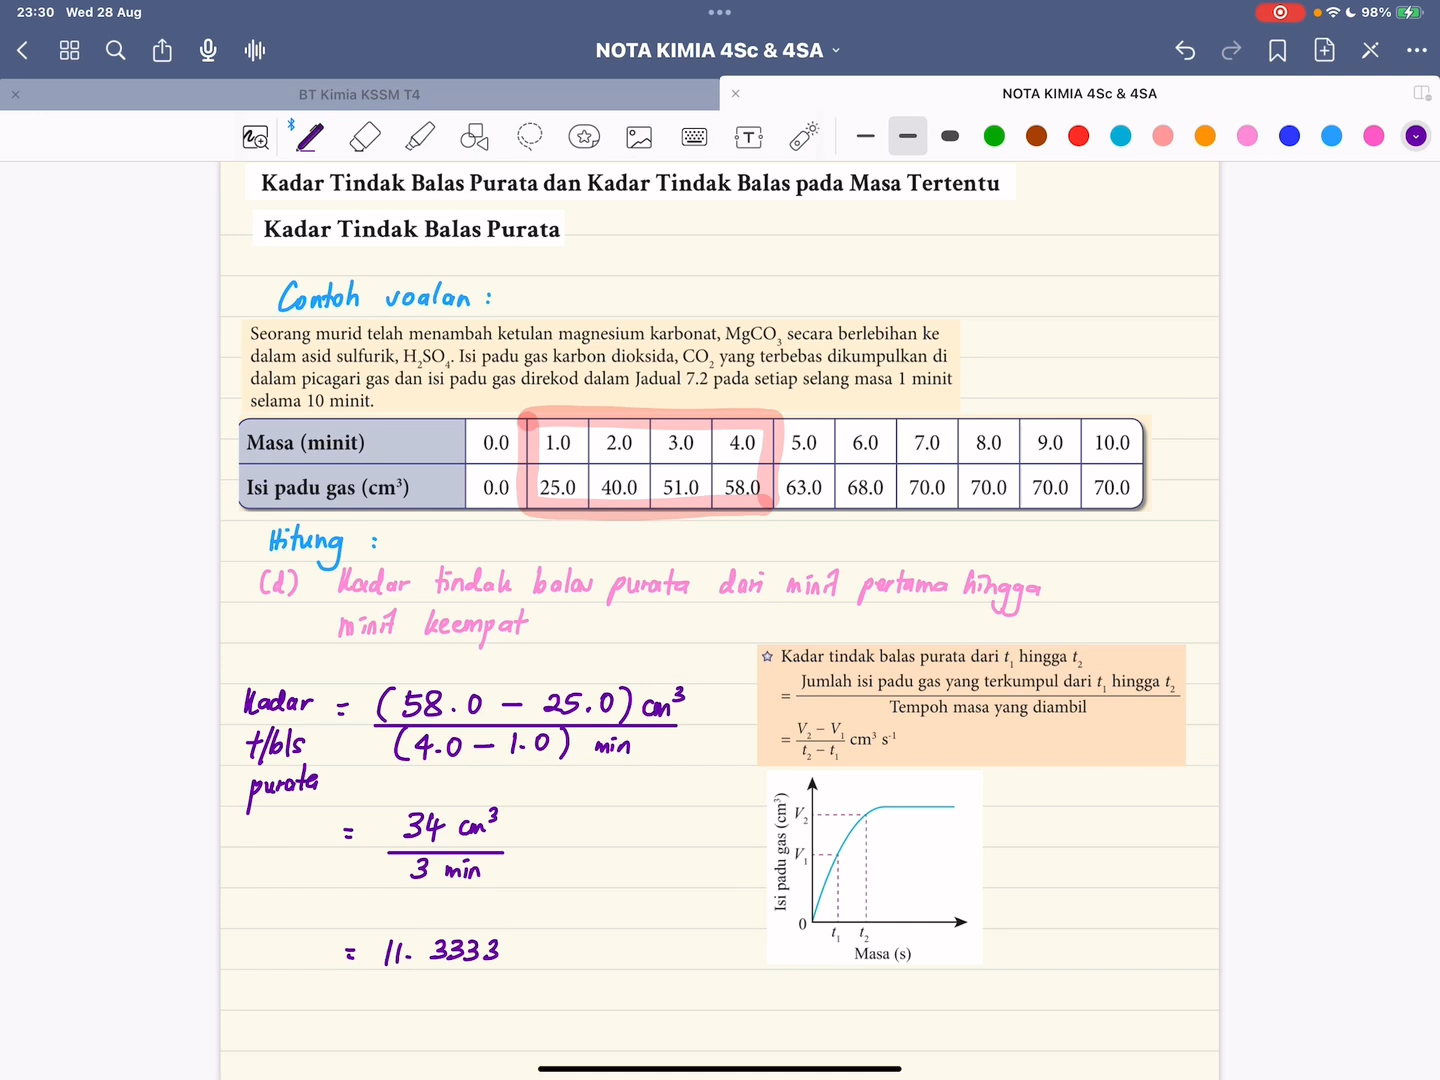 23:30 Wed 28 Aug
98%
NOTA KIMIA 4Sc & 4SA
BT Kimia KSSM T4
NOTA KIMIA 4Sc & 4SA
Kadar Tindak Balas Purata dan Kadar Tindak Balas pada Masa Tertentu
Kadar Tindak Balas Purata
Contoh soalan :
Seorang murid telah menambah ketulan magnesium karbonat, MgCO₃ secara berlebihan ke
dalam asid sulfurik, H₂SO₄. Isi padu gas karbon dioksida, CO₂ yang terbebas dikumpulkan di
dalam picagari gas dan isi padu gas direkod dalam Jadual 7.2 pada setiap selang masa 1 minit
selama 10 minit.
Masa (minit) 0.0 1.0 2.0 3.0 4.0 5.0 6.0 7.0 8.0 9.0 10.0
Isi padu gas (cm³) 0.0 25.0 40.0 51.0 58.0 63.0 68.0 70.0 70.0 70.0 70.0
Hitung :
(d) Kadar tindak balas purata dari minit pertama hingga
minit keempat
Kadar t/bls purata = (58.0 – 25.0) cm³
(4.0 – 1.0) min
= 34 cm³
3 min
= 11.3333
Kadar tindak balas purata dari t₁ hingga t₂
= Jumlah isi padu gas yang terkumpul dari t₁ hingga t₂
Tempoh masa yang diambil
= V₂ – V₁ cm³ s⁻¹
t₂ – t₁
Isi padu gas (cm³)
V₂
V₁
0
t₁ t₂
Masa (s)